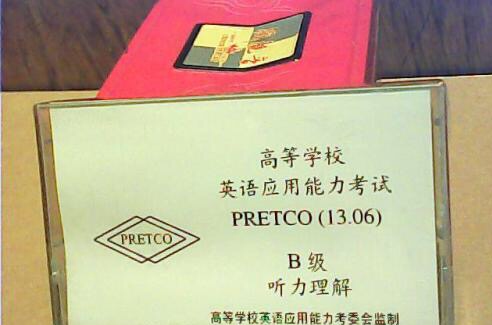 高等学校
英语应用能力考试
PRETCO (13.06)
PRETCO
B 级
听力理解
高等学校英语应用能力考委会监制